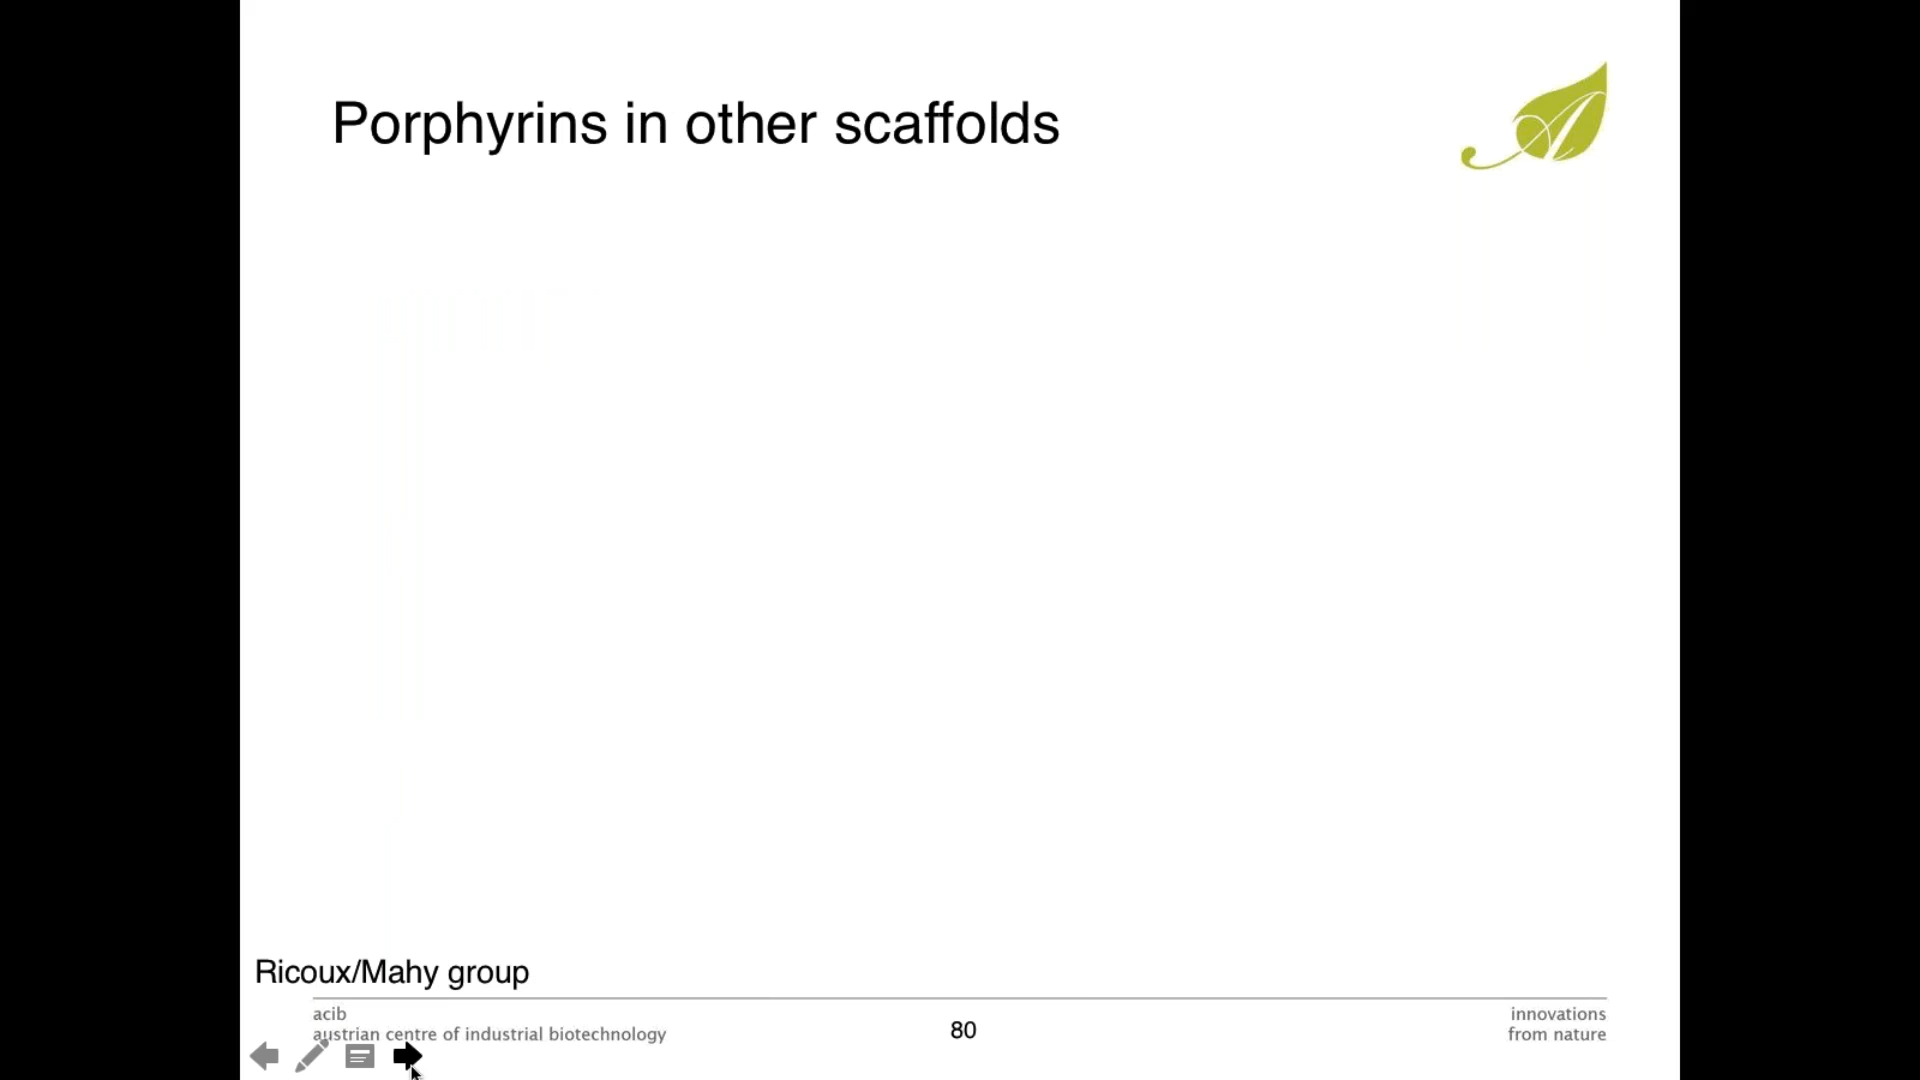 Porphyrins in other scaffolds
Ricoux/Mahy group
acib
austrian centre of industrial biotechnology
80
innovations
from nature